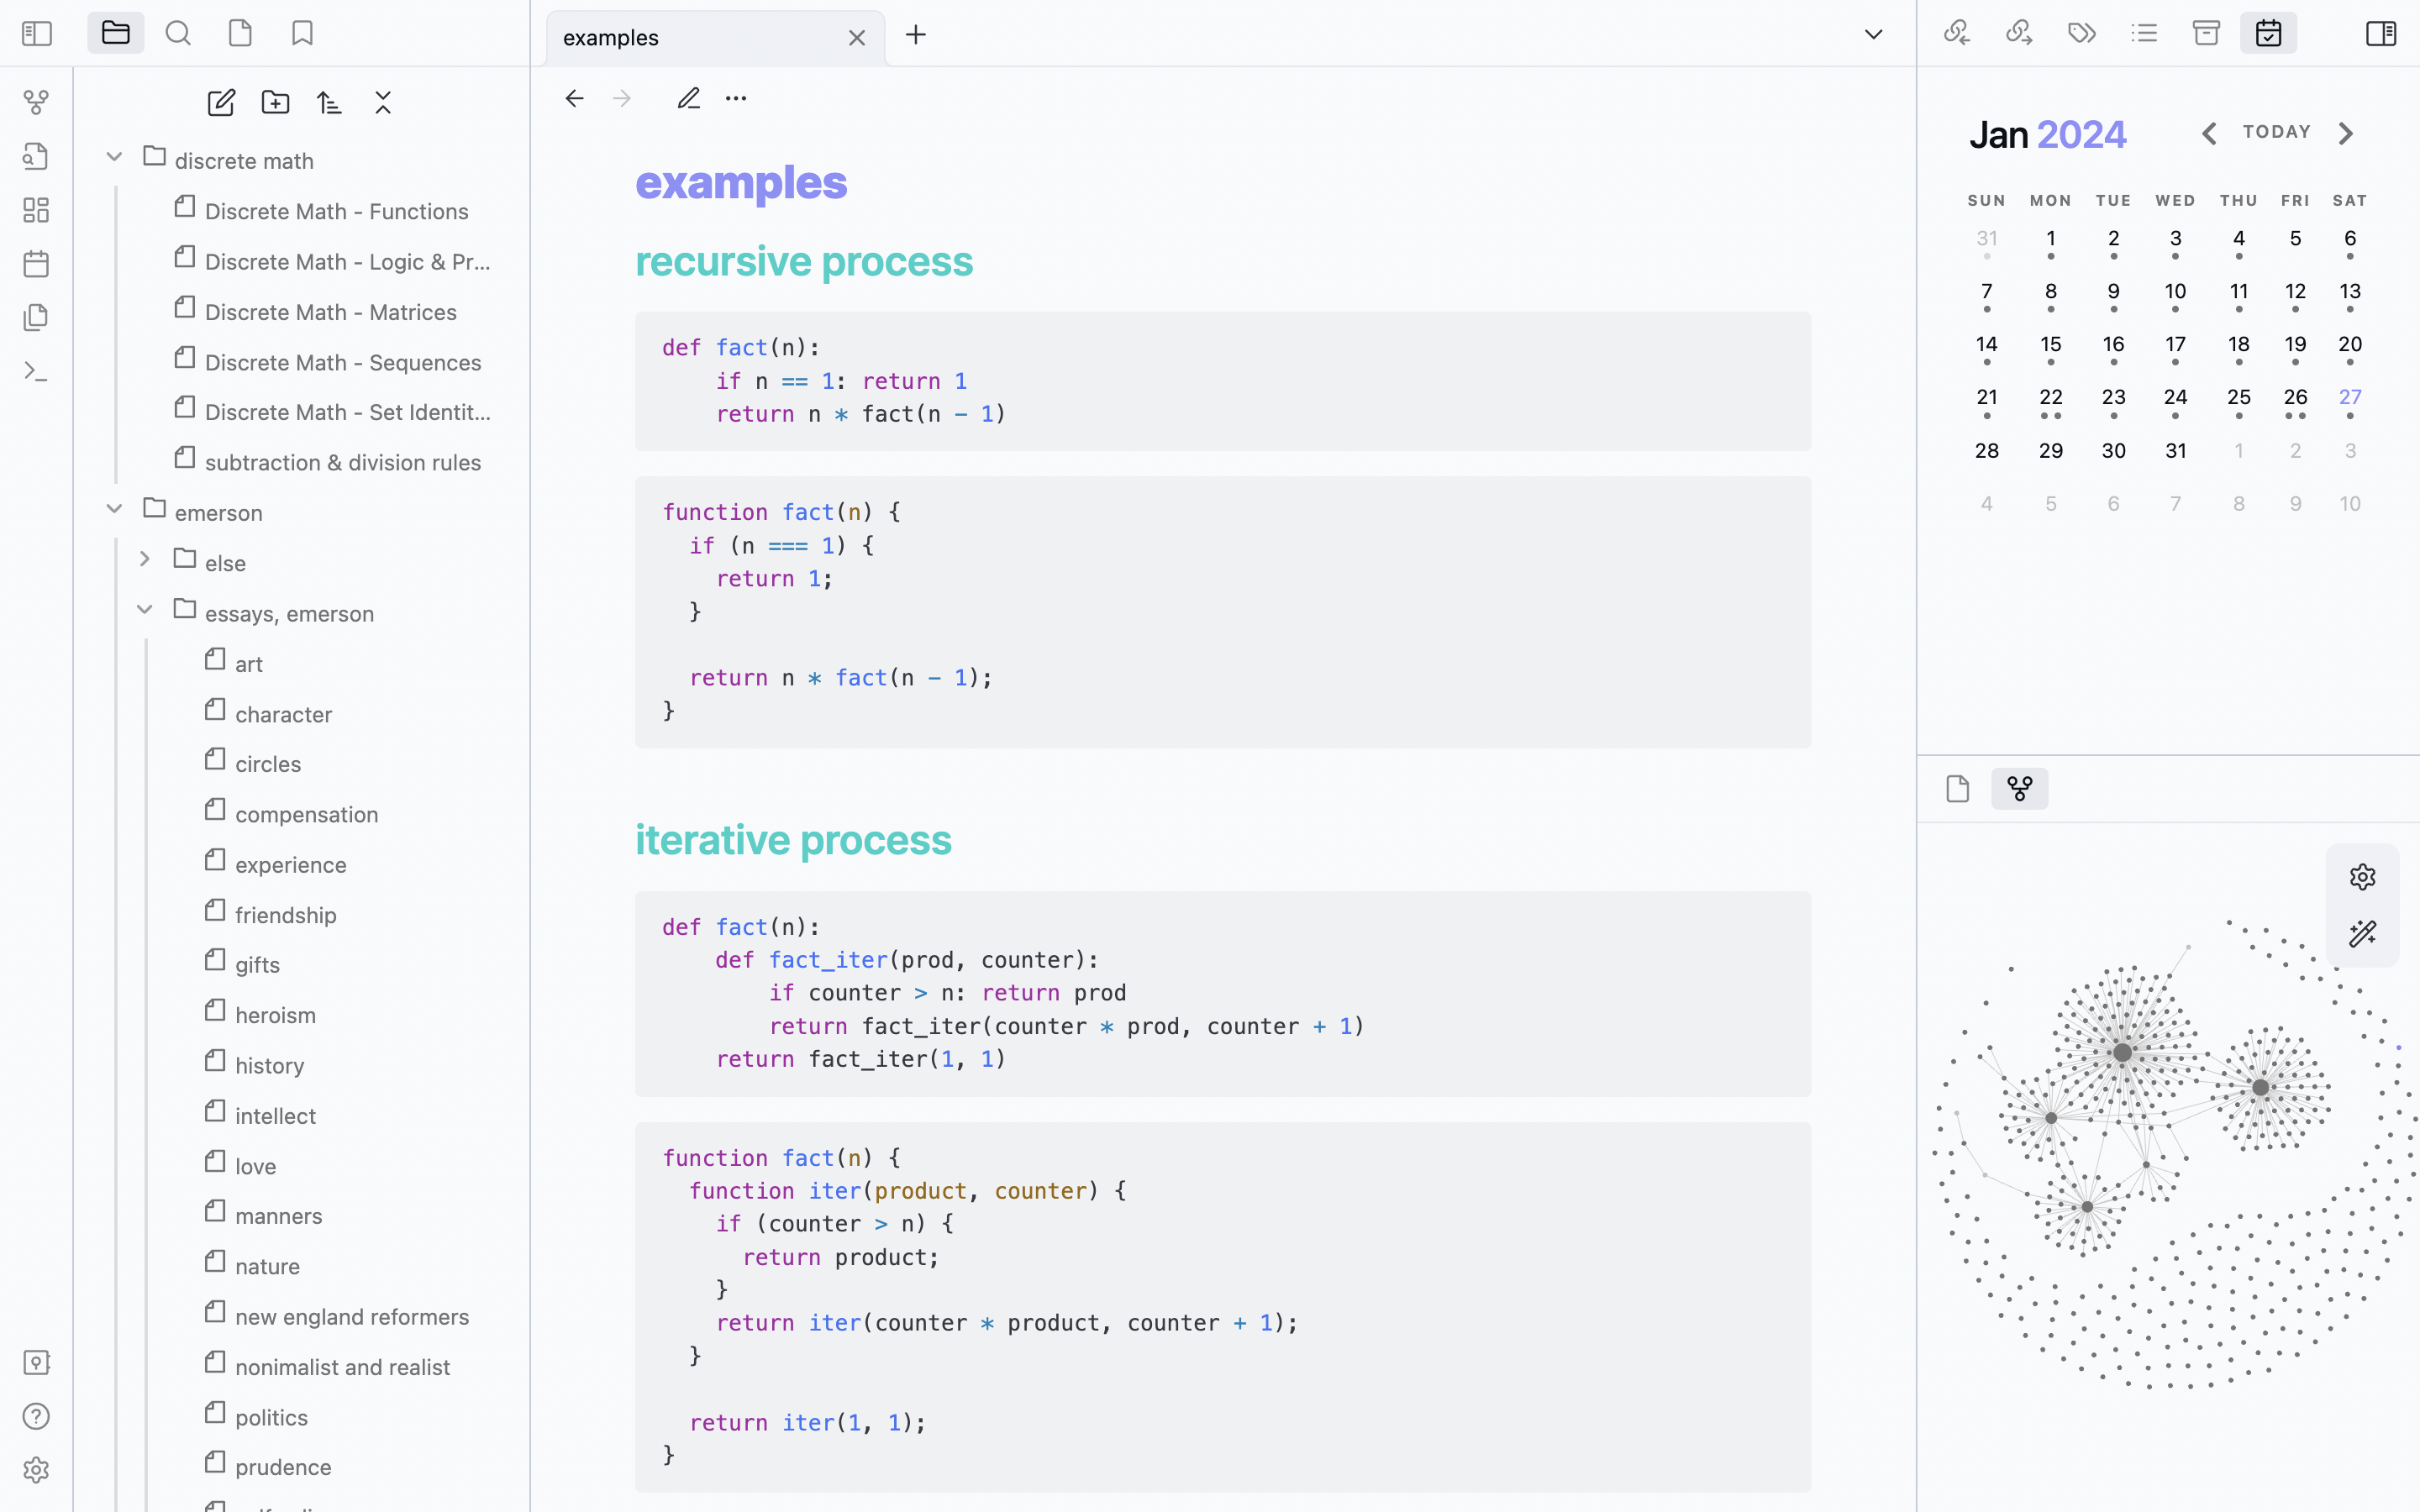 examples
discrete math
Discrete Math - Functions
Discrete Math - Logic & Pr...
Discrete Math - Matrices
Discrete Math - Sequences
Discrete Math - Set Identit...
subtraction & division rules
emerson
else
essays, emerson
art
character
circles
compensation
experience
friendship
gifts
heroism
history
intellect
love
manners
nature
new england reformers
nonimalist and realist
politics
prudence
examples
recursive process
def fact(n):
    if n == 1: return 1
    return n * fact(n - 1)
function fact(n) {
  if (n === 1) {
    return 1;
  }
  return n * fact(n - 1);
}
iterative process
def fact(n):
    def fact_iter(prod, counter):
        if counter > n: return prod
        return fact_iter(counter * prod, counter + 1)
    return fact_iter(1, 1)
function fact(n) {
  function iter(product, counter) {
    if (counter > n) {
      return product;
    }
    return iter(counter * product, counter + 1);
  }
  return iter(1, 1);
}
Jan 2024 TODAY
SUN MON TUE WED THU FRI SAT
31 1 2 3 4 5 6
7 8 9 10 11 12 13
14 15 16 17 18 19 20
21 22 23 24 25 26 27
28 29 30 31 1 2 3
4 5 6 7 8 9 10